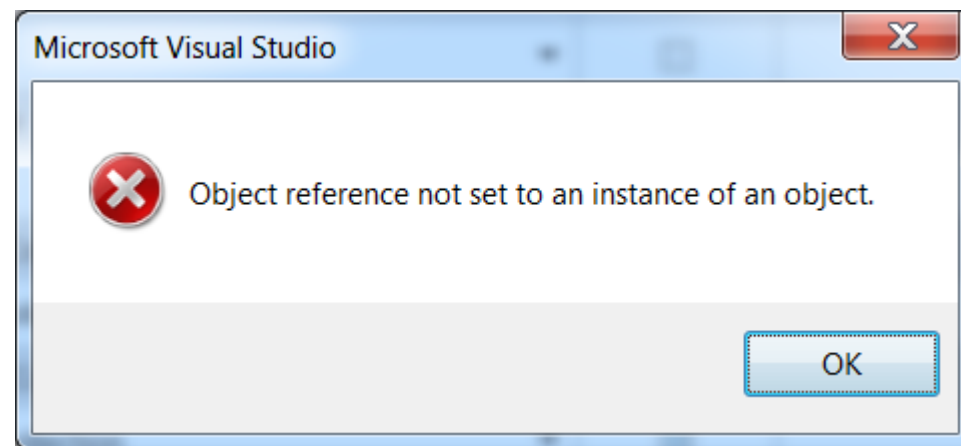 Microsoft Visual Studio
Object reference not set to an instance of an object.
OK